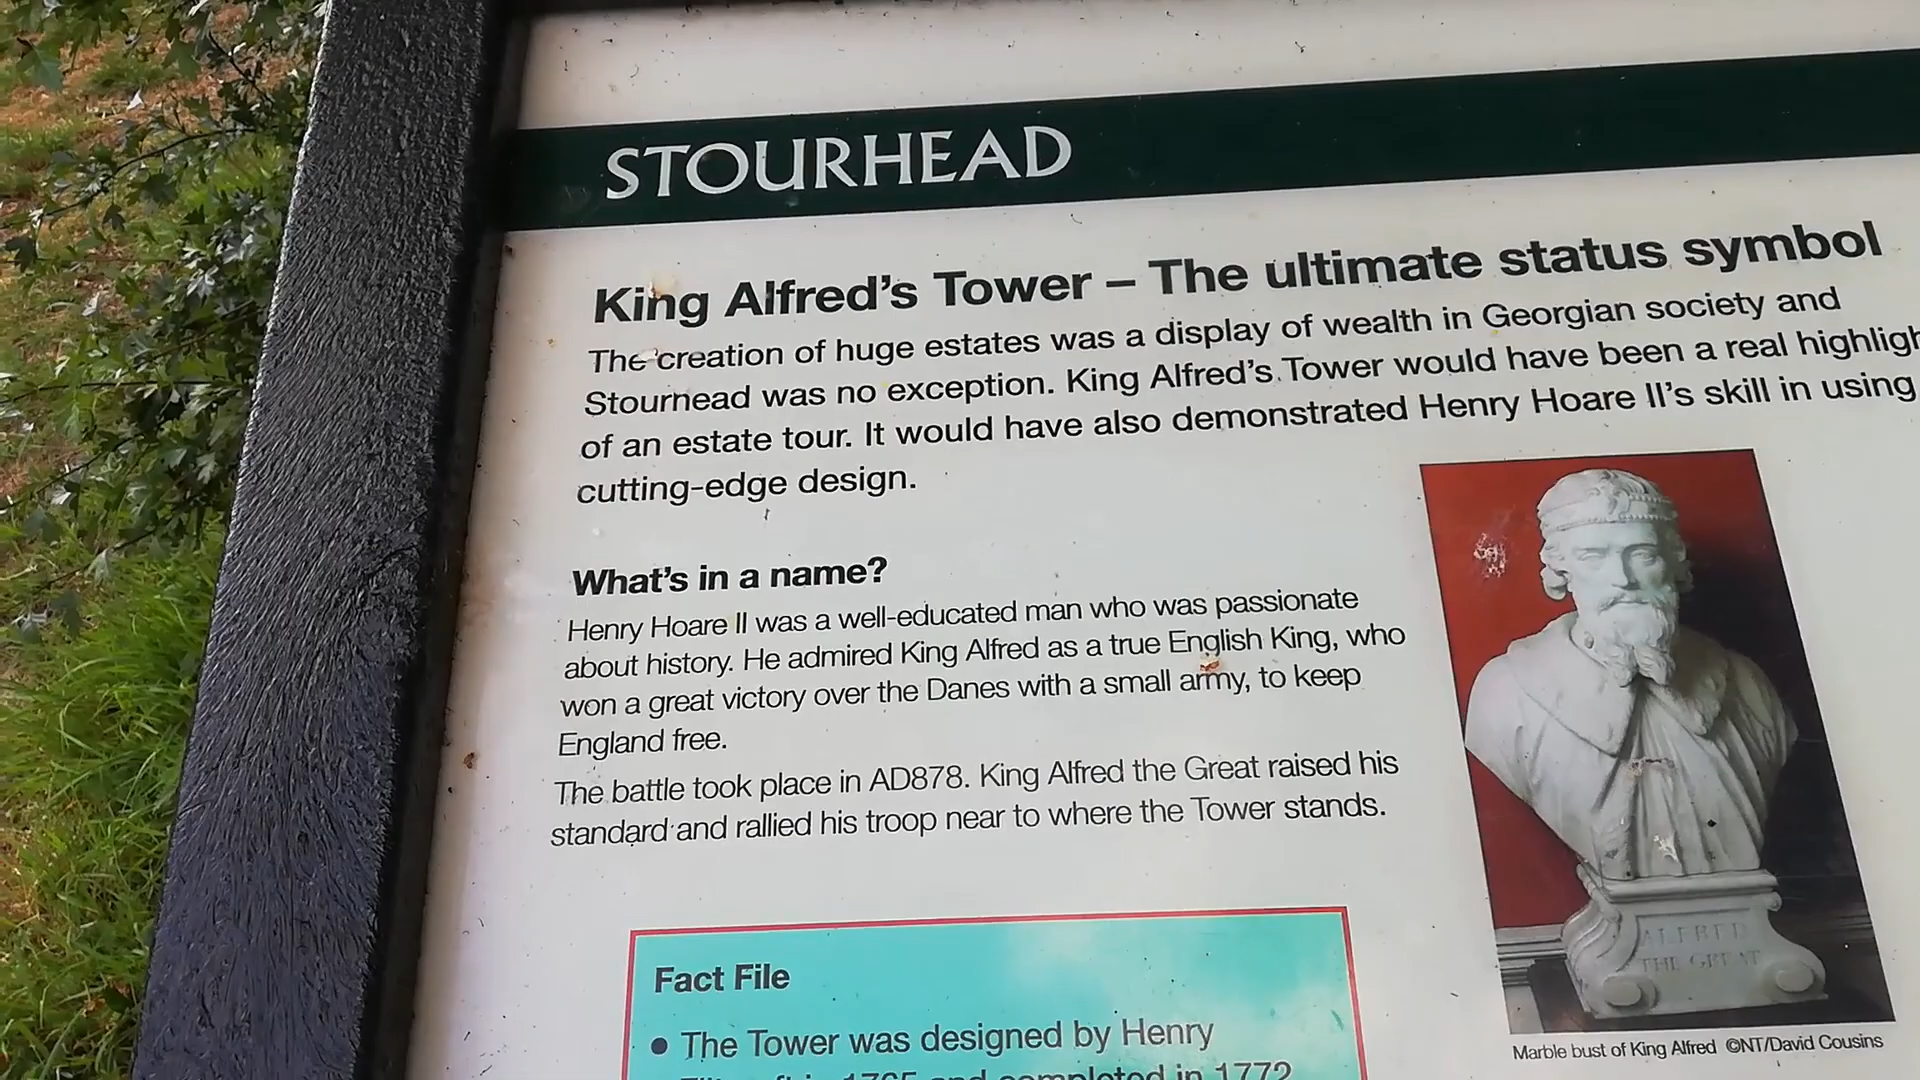 STOURHEAD
King Alfred's Tower – The ultimate status symbol
The creation of huge estates was a display of wealth in Georgian society and
Stourhead was no exception. King Alfred's Tower would have been a real
of an estate tour. It would have also demonstrated Henry Hoare II's skill in using
cutting-edge design.
What's in a name?
Henry Hoare II was a well-educated man who was passionate
about history. He admired King Alfred as a true English King, who
won a great victory over the Danes with a small army, to keep
England free.
The battle took place in AD878. King Alfred the Great raised his
standard and rallied his troop near to where the Tower stands.
ALFRED
THE GREAT
Marble bust of King Alfred ©NT/David Cousins
Fact File
• The Tower was designed by Henry
in 1765 and completed in 1772